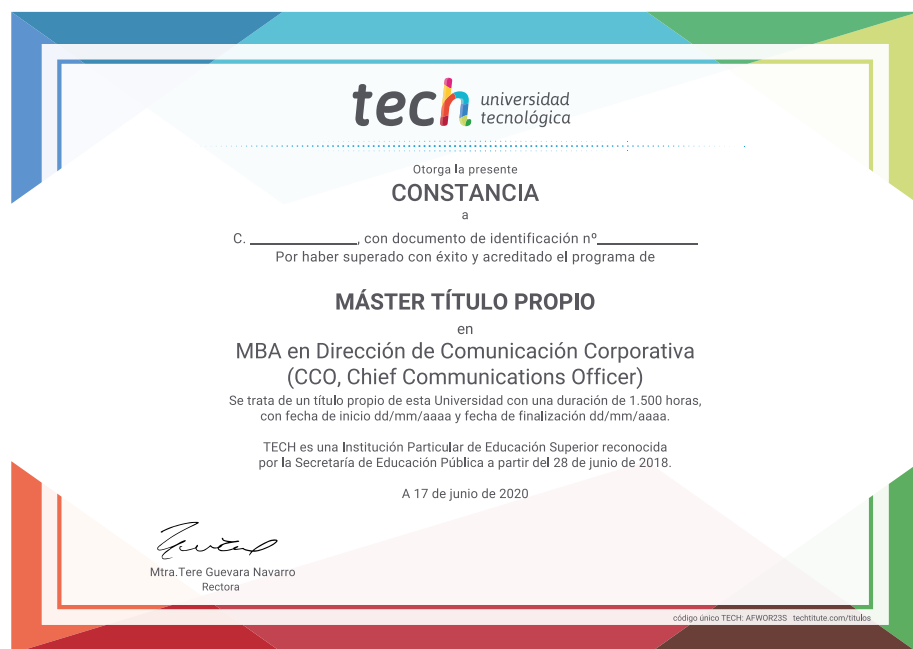 tech universidad
tecnológica
Otorga la presente
CONSTANCIA
a
C. ____________, con documento de identificación nº____________
Por haber superado con éxito y acreditado el programa de
MÁSTER TÍTULO PROPIO
en
MBA en Dirección de Comunicación Corporativa
(CCO, Chief Communications Officer)
Se trata de un título propio de esta Universidad con una duración de 1.500 horas,
con fecha de inicio dd/mm/aaaa y fecha de finalización dd/mm/aaaa.
TECH es una Institución Particular de Educación Superior reconocida
por la Secretaría de Educación Pública a partir del 28 de junio de 2018.
A 17 de junio de 2020
Mtra.Tere Guevara Navarro
Rectora
código único TECH: AFWOR23S techtitute.com/titulos